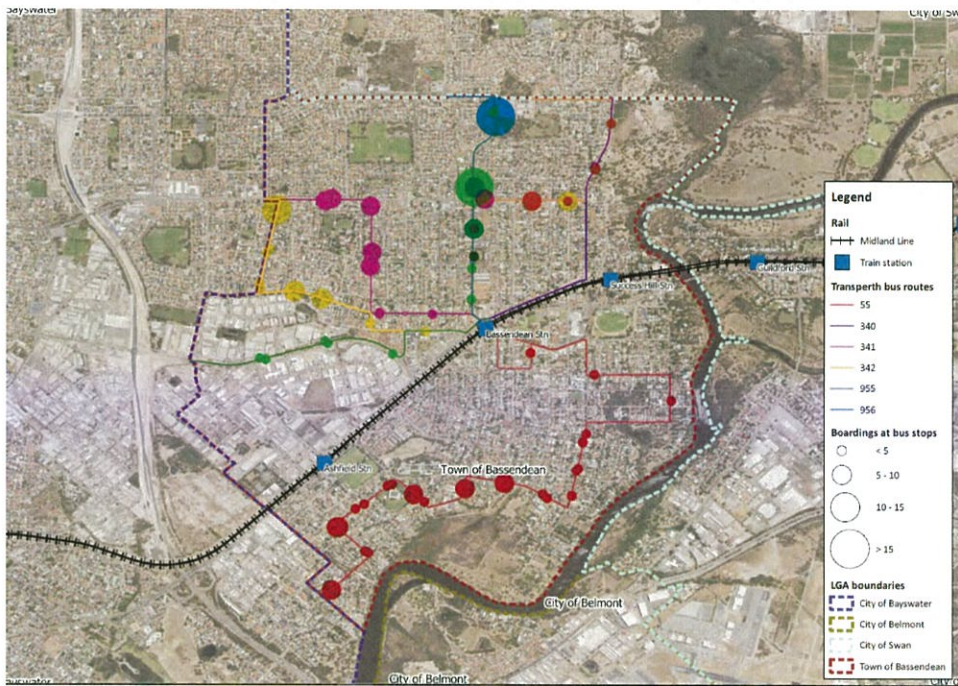 Bayswater
City of Sw
Legend
Rail
Midland Line
Train station
Transperth bus routes
55
340
341
342
955
956
Boardings at bus stops
< 5
5 - 10
10 - 15
> 15
LGA boundaries
City of Bayswater
City of Belmont
City of Swan
Town of Bassendean
Guildford Stn
Success Hill Stn
Bassendean Stn
Ashfield Stn
Town of Bassendean
City of Belmont
City of Belmont
Bayswater
City of